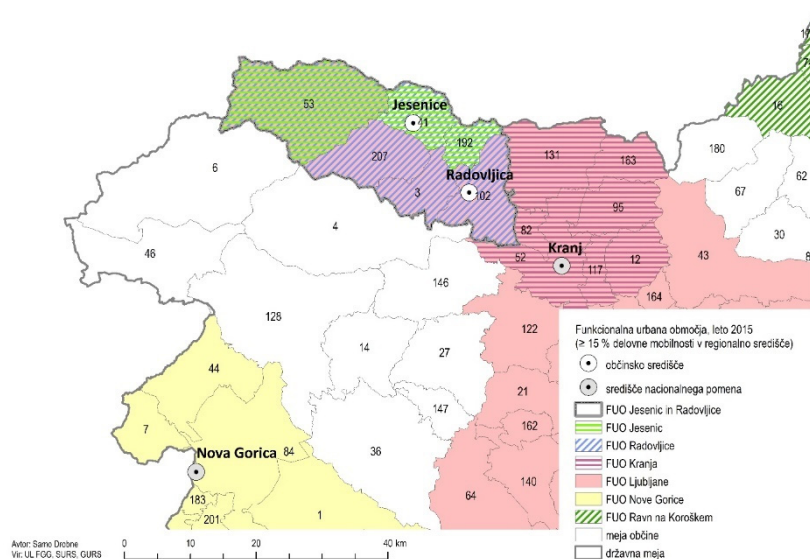 17
78
16
53
Jesenice
41
192
131
163
180
207
6
Radovljica
3
102
67
62
95
4
82
30
Kranj
46
52
117
12
43
8
146
164
128
122
Funkcionalna urbana območja, leto 2015
(≥ 15 % delovne mobilnosti v regionalno središče)
14
27
občinsko središče
44
središče nacionalnega pomena
21
FUO Jesenic in Radovljice
147
7
162
FUO Jesenic
Nova Gorica
84
36
FUO Radovljice
FUO Kranja
64
140
FUO Ljubljane
183
FUO Nove Gorice
201
1
FUO Ravn na Koroškem
meja občine
državna meja
Avtor: Samo Drobne
Vir: UL FGG, SURS, GURS
0
10
20
40 km